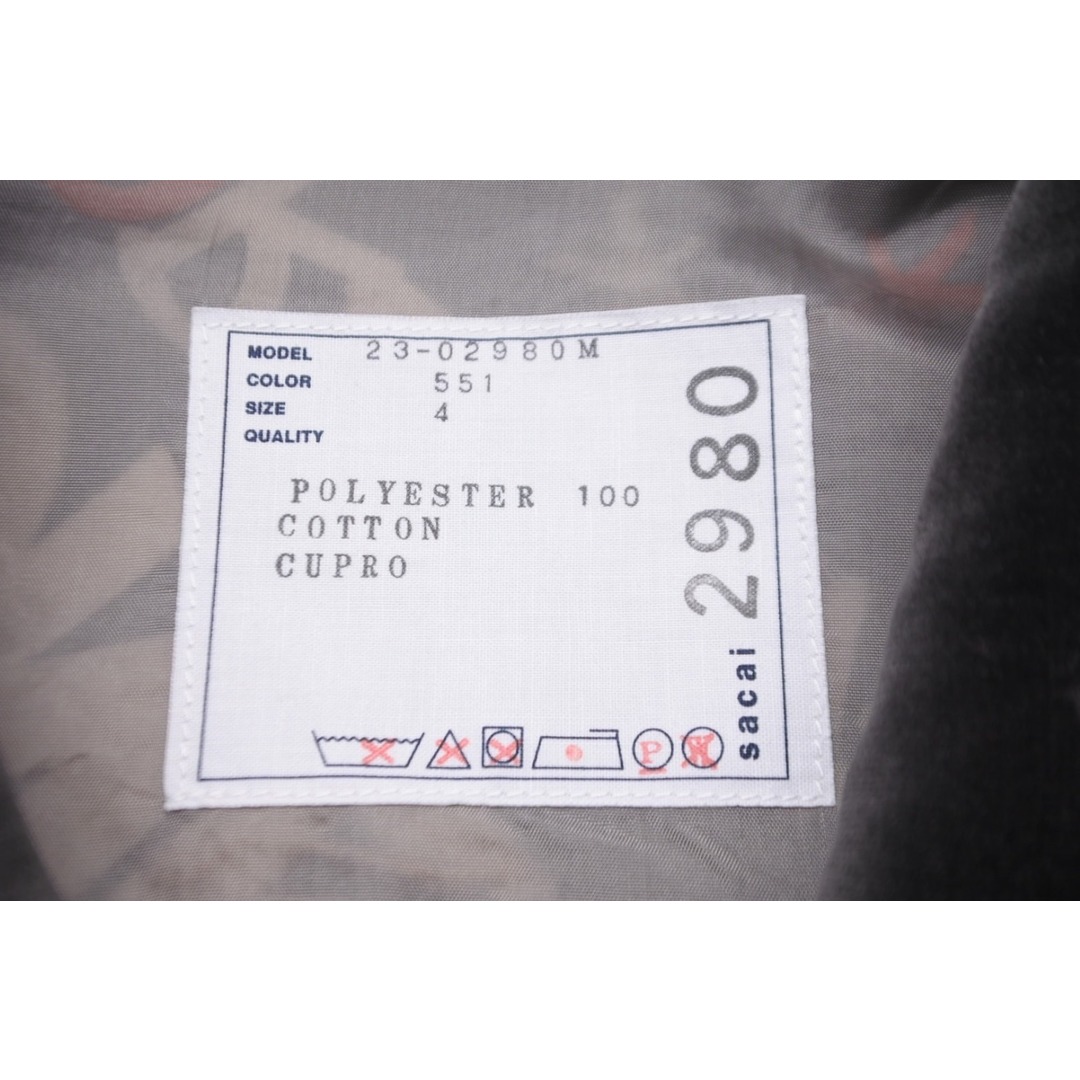 MODEL 23-02980M
COLOR 551
SIZE 4
QUALITY
POLYESTER 100
COTTON
CUPRO
sacai 2980
P